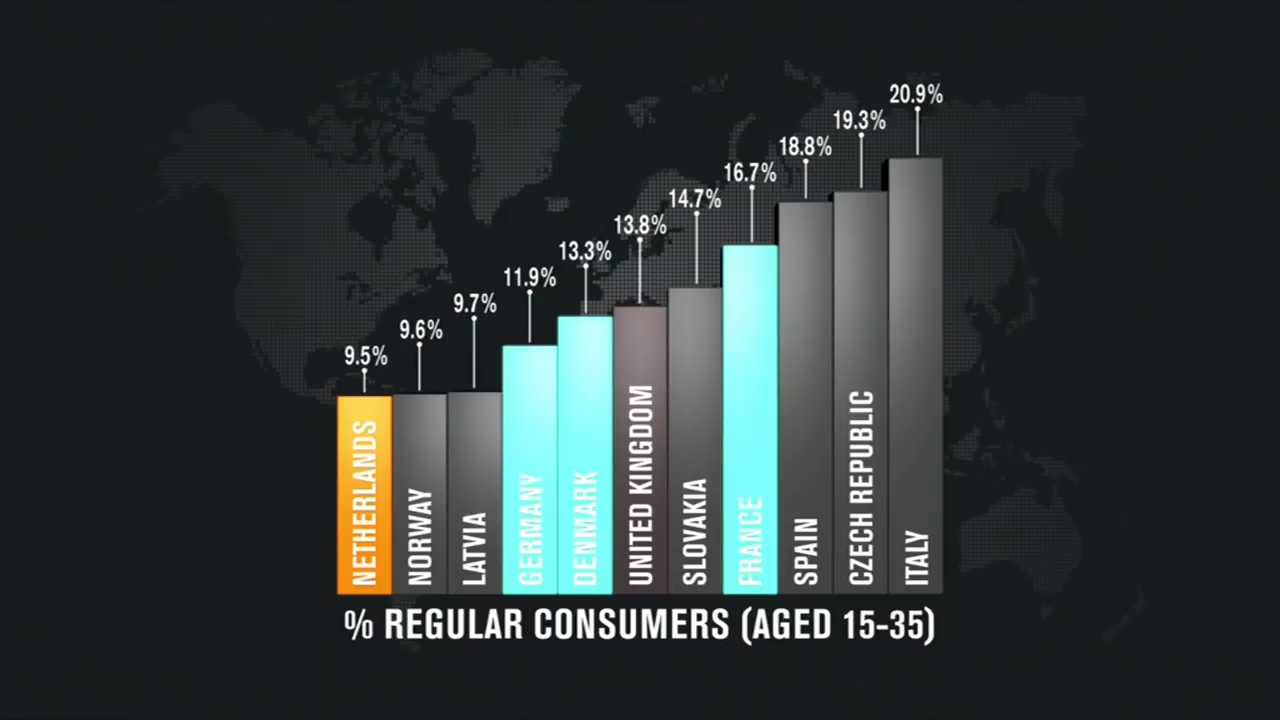 20.9%
19.3%
18.8%
16.7%
14.7%
13.8%
13.3%
11.9%
9.7%
9.6%
9.5%
NETHERLANDS
NORWAY
LATVIA
GERMANY
DENMARK
UNITED KINGDOM
SLOVAKIA
FRANCE
SPAIN
CZECH REPUBLIC
ITALY
% REGULAR CONSUMERS (AGED 15-35)